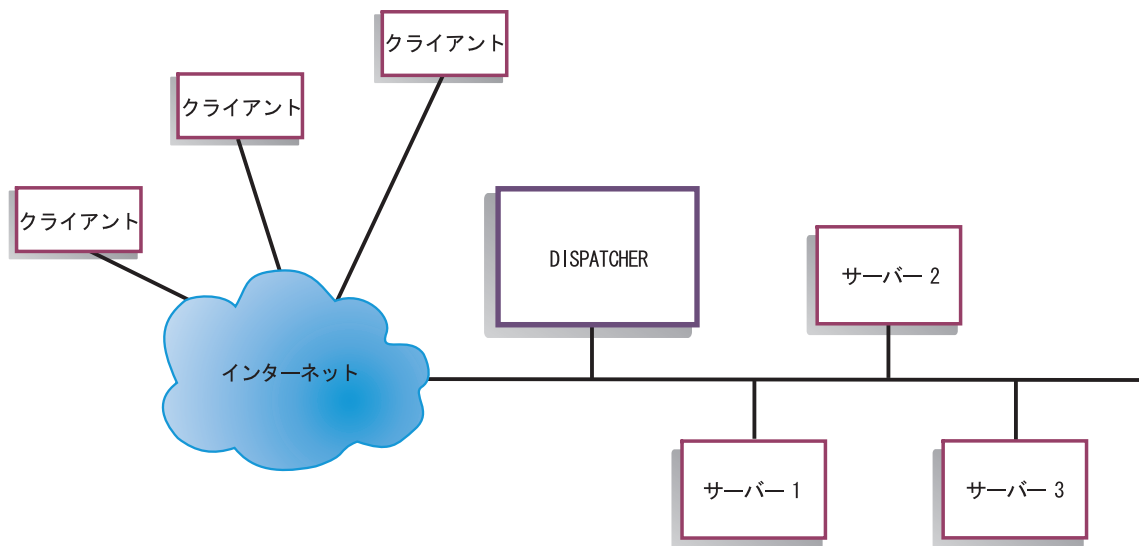 クライアント
クライアント
クライアント
DISPATCHER
サーバー 2
インターネット
サーバー 1
サーバー 3